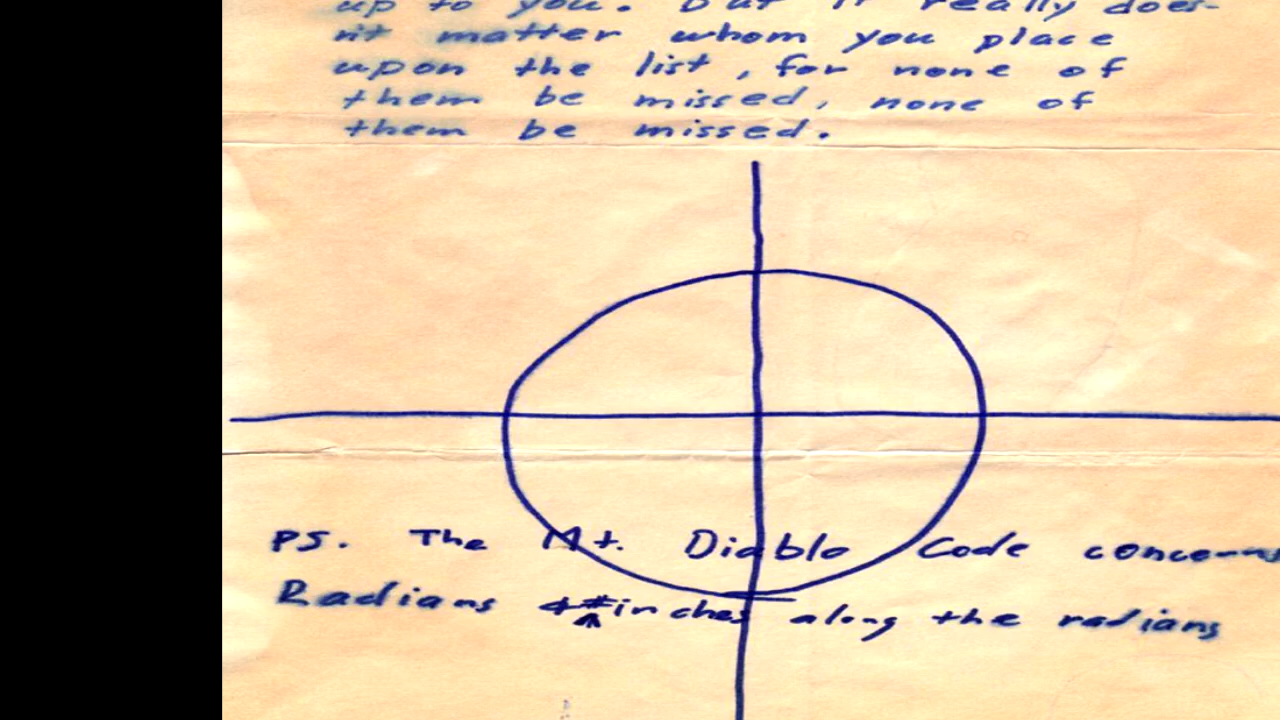 up to you. But it really does-
n't matter whom you place
upon the list, for none of
them be missed, none of
them be missed.
PS. The Mt. Diablo Code concerns
Radians & # inches along the radians